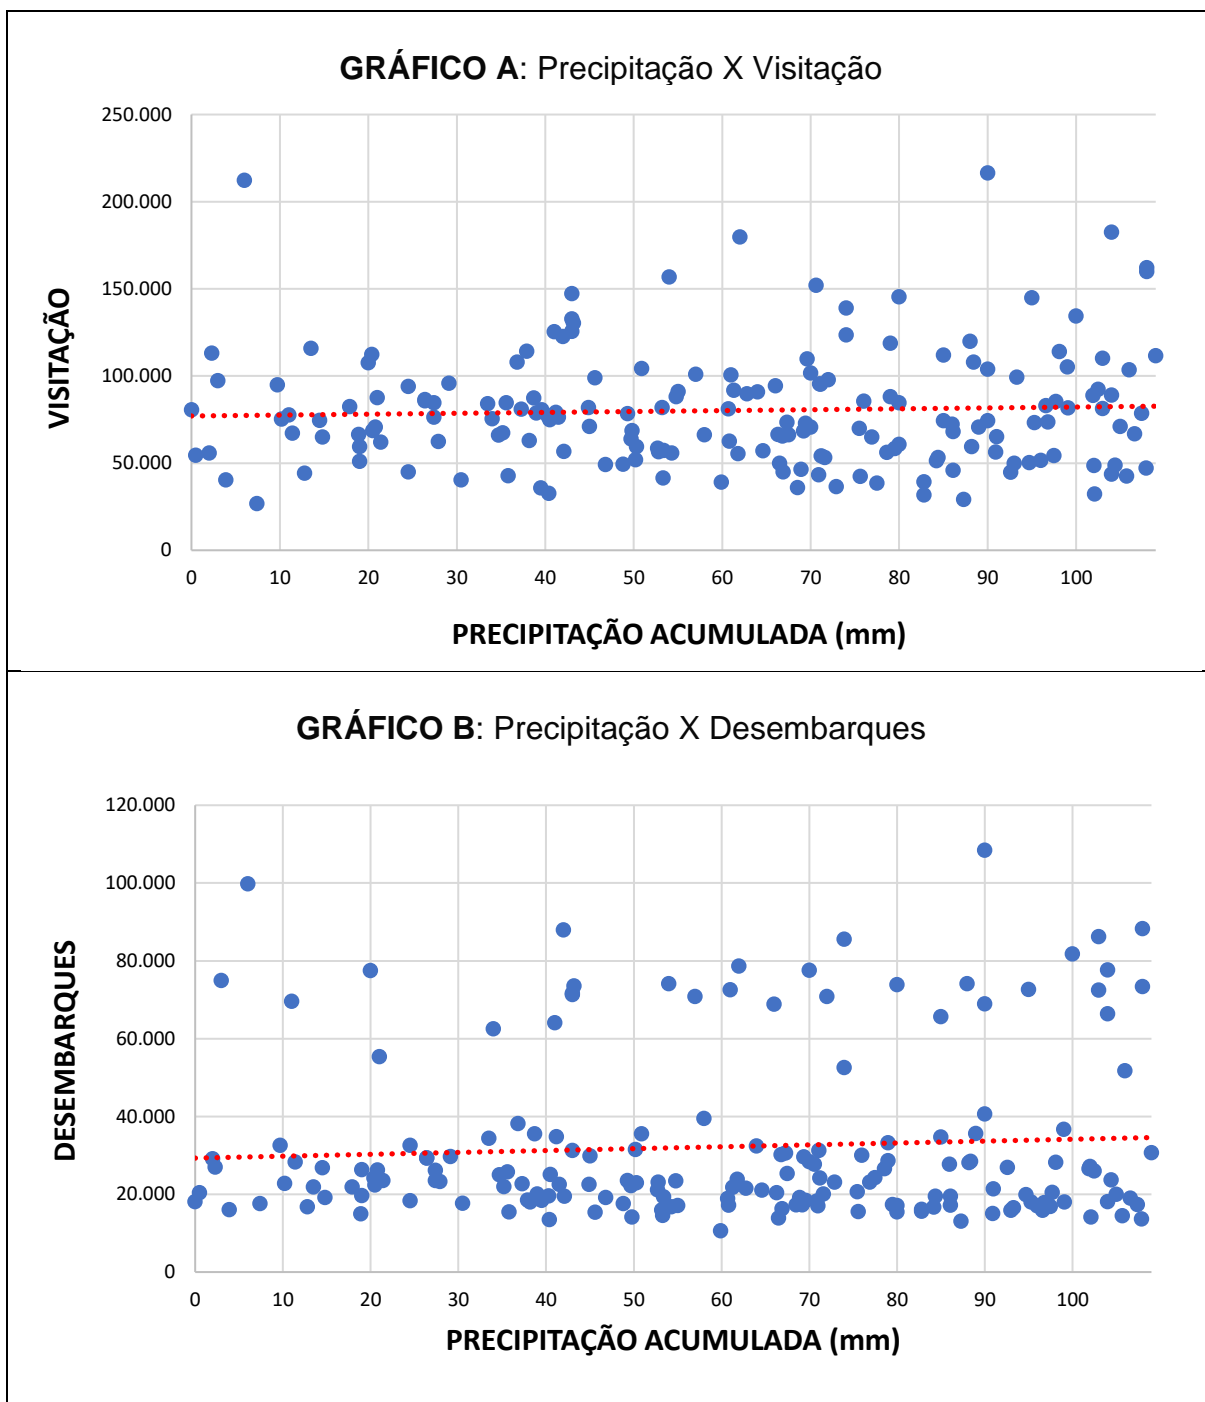 GRÁFICO A: Precipitação X Visitação
250.000
200.000
150.000
100.000
50.000
0
VISITAÇÃO
0 10 20 30 40 50 60 70 80 90 100
PRECIPITAÇÃO ACUMULADA (mm)
GRÁFICO B: Precipitação X Desembarques
120.000
100.000
80.000
60.000
40.000
20.000
0
DESEMBARQUES
0 10 20 30 40 50 60 70 80 90 100
PRECIPITAÇÃO ACUMULADA (mm)